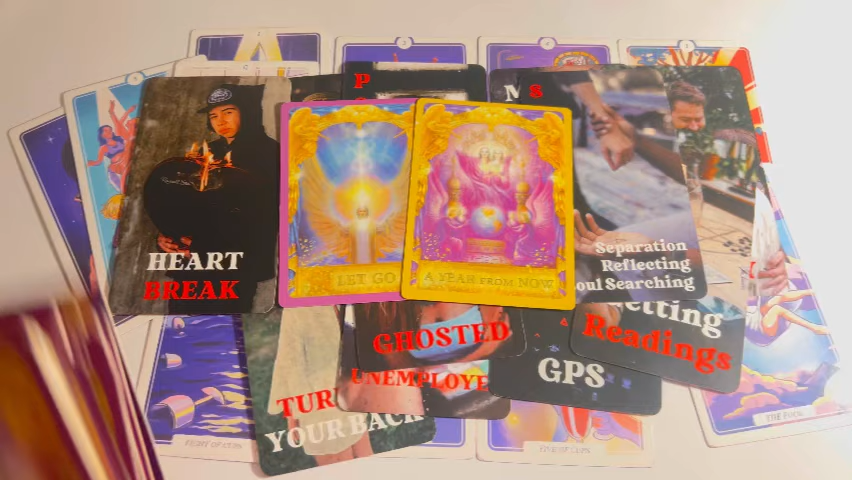 HEART
BREAK
LET GO
A YEAR FROM NOW
Separation
Reflecting
oul Searching
etting
Readings
GHOSTED
UNEMPLOYE
GPS
TUR
YOUR BACK
EIGHT OF CUPS
THE FOOL